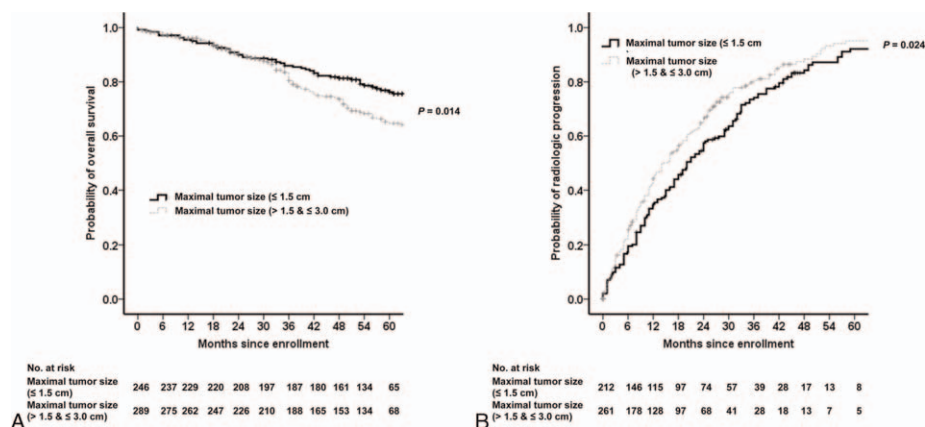 1.0
0.8
0.6
0.4
0.2
0.0
Probability of overall survival
P = 0.014
Maximal tumor size (≤ 1.5 cm
Maximal tumor size (> 1.5 & ≤ 3.0 cm)
0 6 12 18 24 30 36 42 48 54 60
Months since enrollment
No. at risk
Maximal tumor size
(≤ 1.5 cm)
246 237 229 220 208 197 187 180 161 134 65
Maximal tumor size
(> 1.5 & ≤ 3.0 cm)
289 275 262 247 226 210 188 165 153 134 68
A
1.0
0.8
0.6
0.4
0.2
0.0
Probability of radiologic progression
Maximal tumor size (≤ 1.5 cm
Maximal tumor size
(> 1.5 & ≤ 3.0 cm)
P = 0.024
0 6 12 18 24 30 36 42 48 54 60
Months since enrollment
No. at risk
Maximal tumor size
(≤ 1.5 cm)
212 146 115 97 74 57 39 28 17 13 8
Maximal tumor size
(> 1.5 & ≤ 3.0 cm)
261 178 128 97 68 41 28 18 13 7 5
B